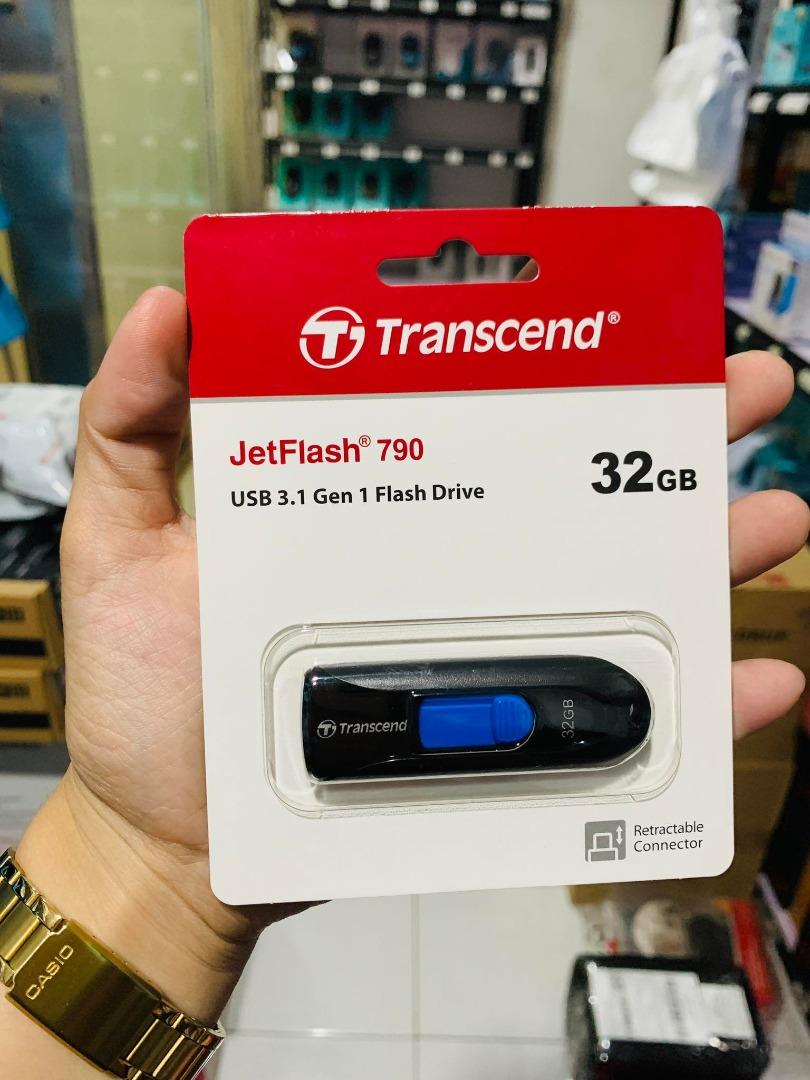 Transcend®
JetFlash® 790
32GB
USB 3.1 Gen 1 Flash Drive
Transcend
32GB
Retractable
Connector
CASIO